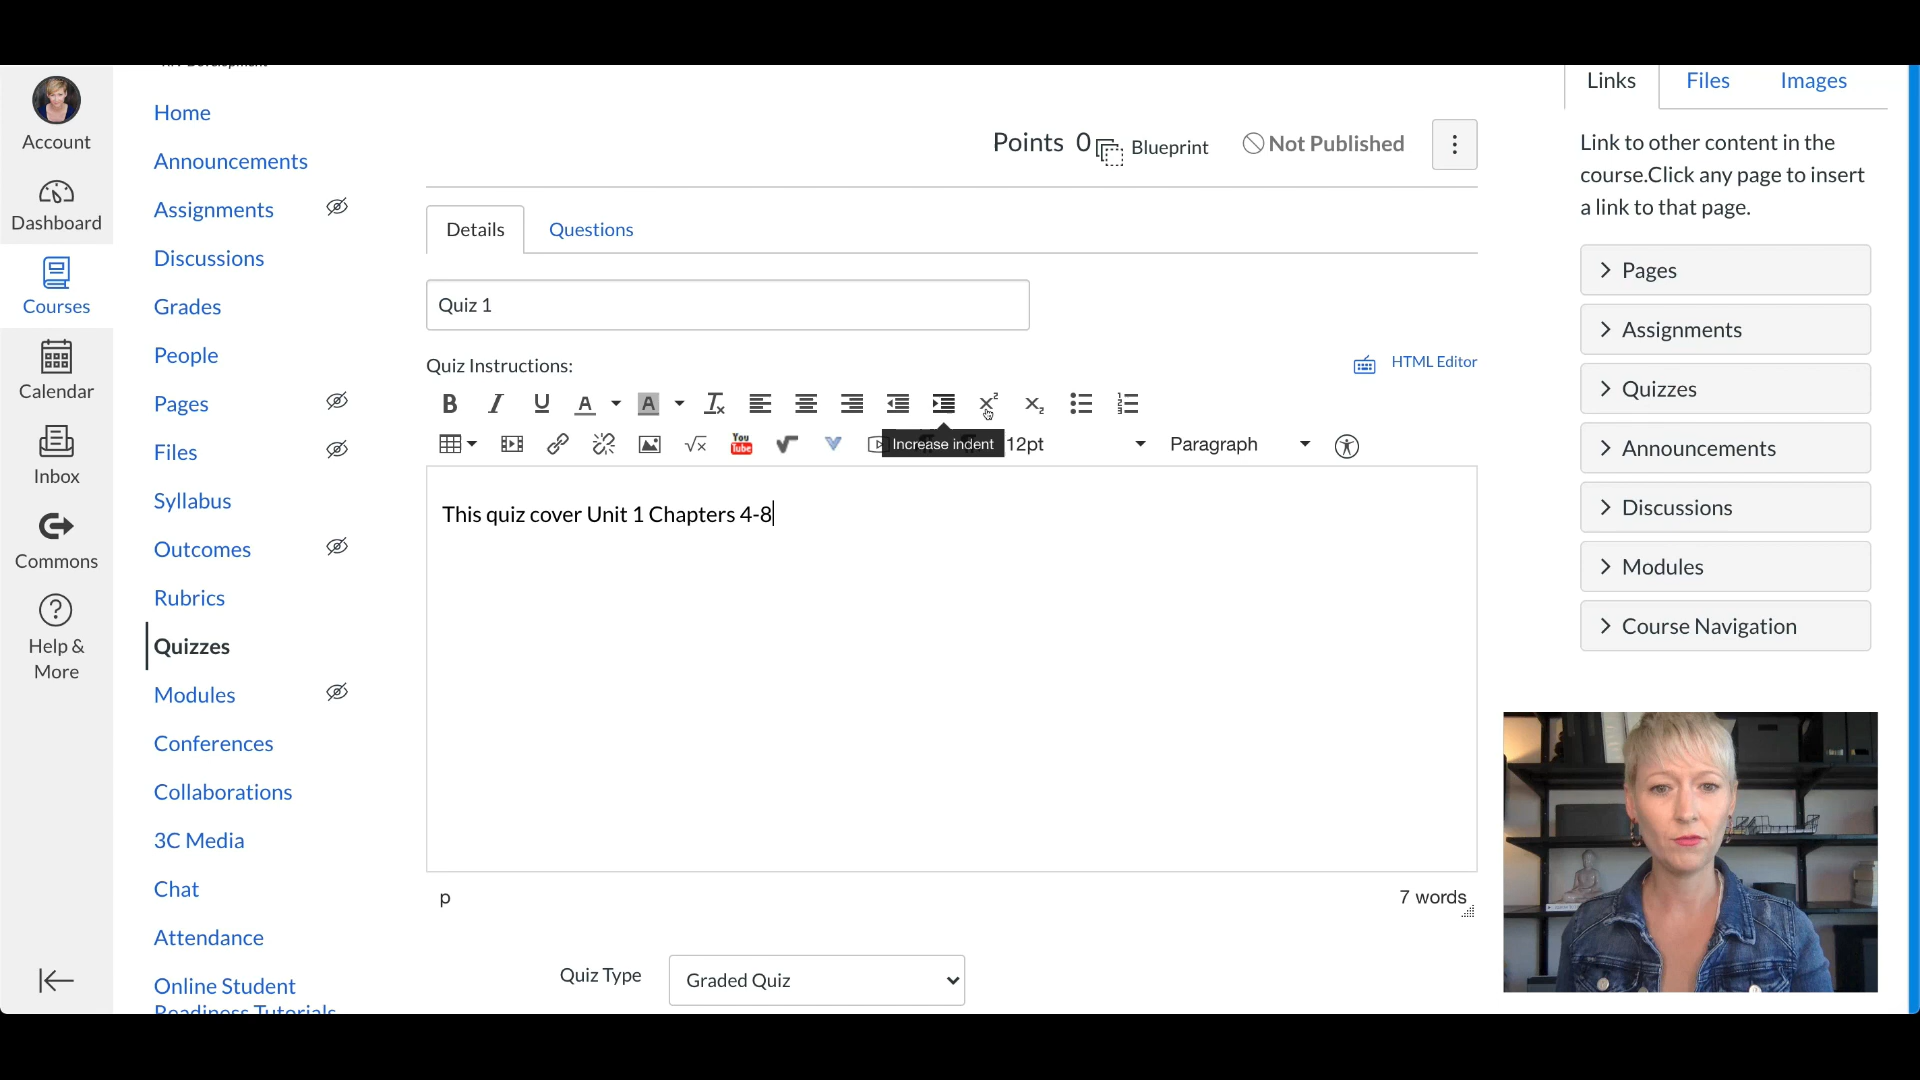 Account
Dashboard
Courses
Calendar
Inbox
Commons
Help &
More
Home
Announcements
Assignments
Discussions
Grades
People
Pages
Files
Syllabus
Outcomes
Rubrics
Quizzes
Modules
Conferences
Collaborations
3C Media
Chat
Attendance
Online Student
Readiness Tutorials
Points 0
Blueprint
Not Published
Details
Questions
Quiz 1
Quiz Instructions:
HTML Editor
You
Tube
Increase indent
12pt
Paragraph
This quiz cover Unit 1 Chapters 4-8
p
7 words
Quiz Type
Graded Quiz
Links
Files
Images
Link to other content in the
course.Click any page to insert
a link to that page.
Pages
Assignments
Quizzes
Announcements
Discussions
Modules
Course Navigation